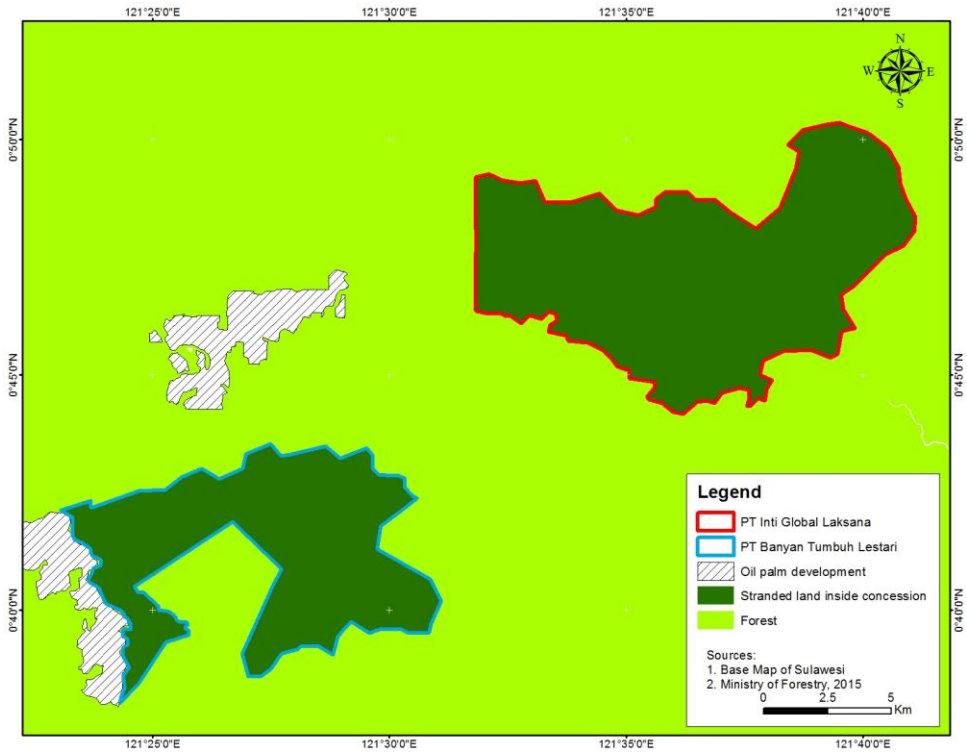 121°25'0"E 121°30'0"E 121°35'0"E 121°40'0"E
N
W E
S
0°50'0"N 0°50'0"N
0°45'0"N 0°45'0"N
0°40'0"N 0°40'0"N
Legend
PT Inti Global Laksana
PT Banyan Tumbuh Lestari
Oil palm development
Stranded land inside concession
Forest
Sources:
1. Base Map of Sulawesi
2. Ministry of Forestry, 2015
0 2.5 5
Km
121°25'0"E 121°30'0"E 121°35'0"E 121°40'0"E